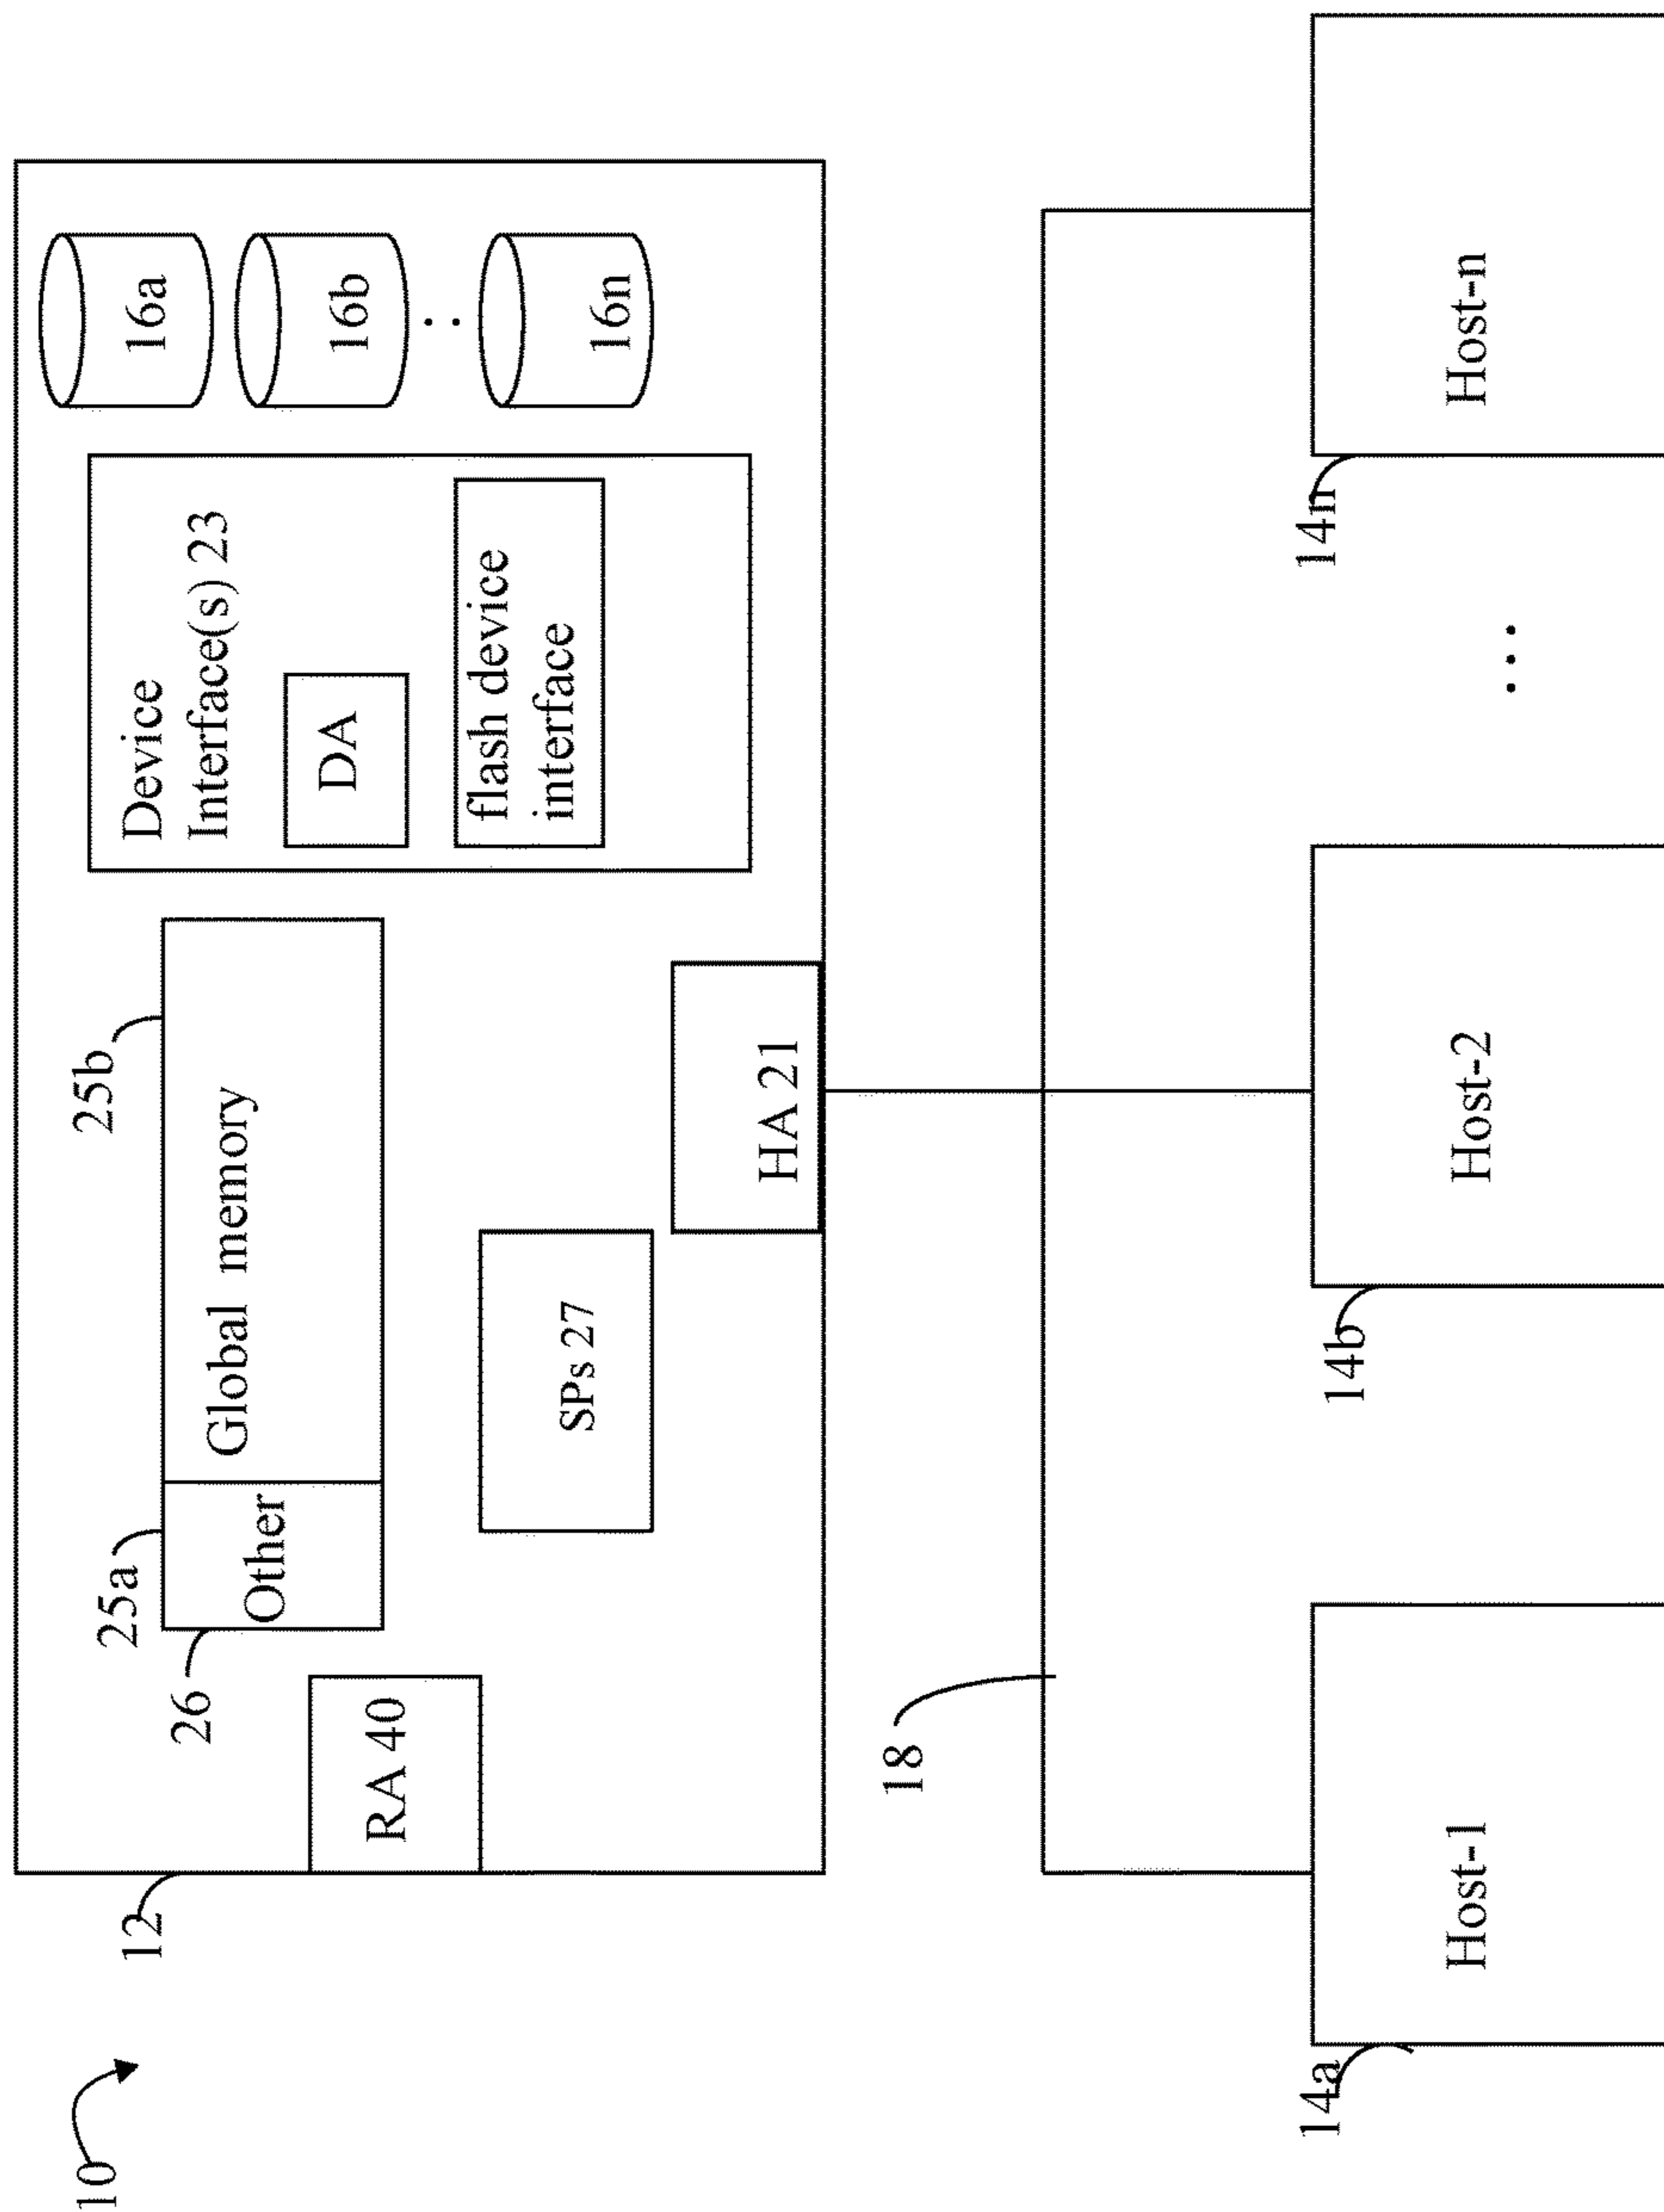 10
12
RA 40
26
25a
Other
25b
Global memory
SPs 27
HA 21
Device
Interface(s) 23
DA
flash device
interface
16a
16b
16n
18
14a
Host-1
14b
Host-2
...
14n
Host-n